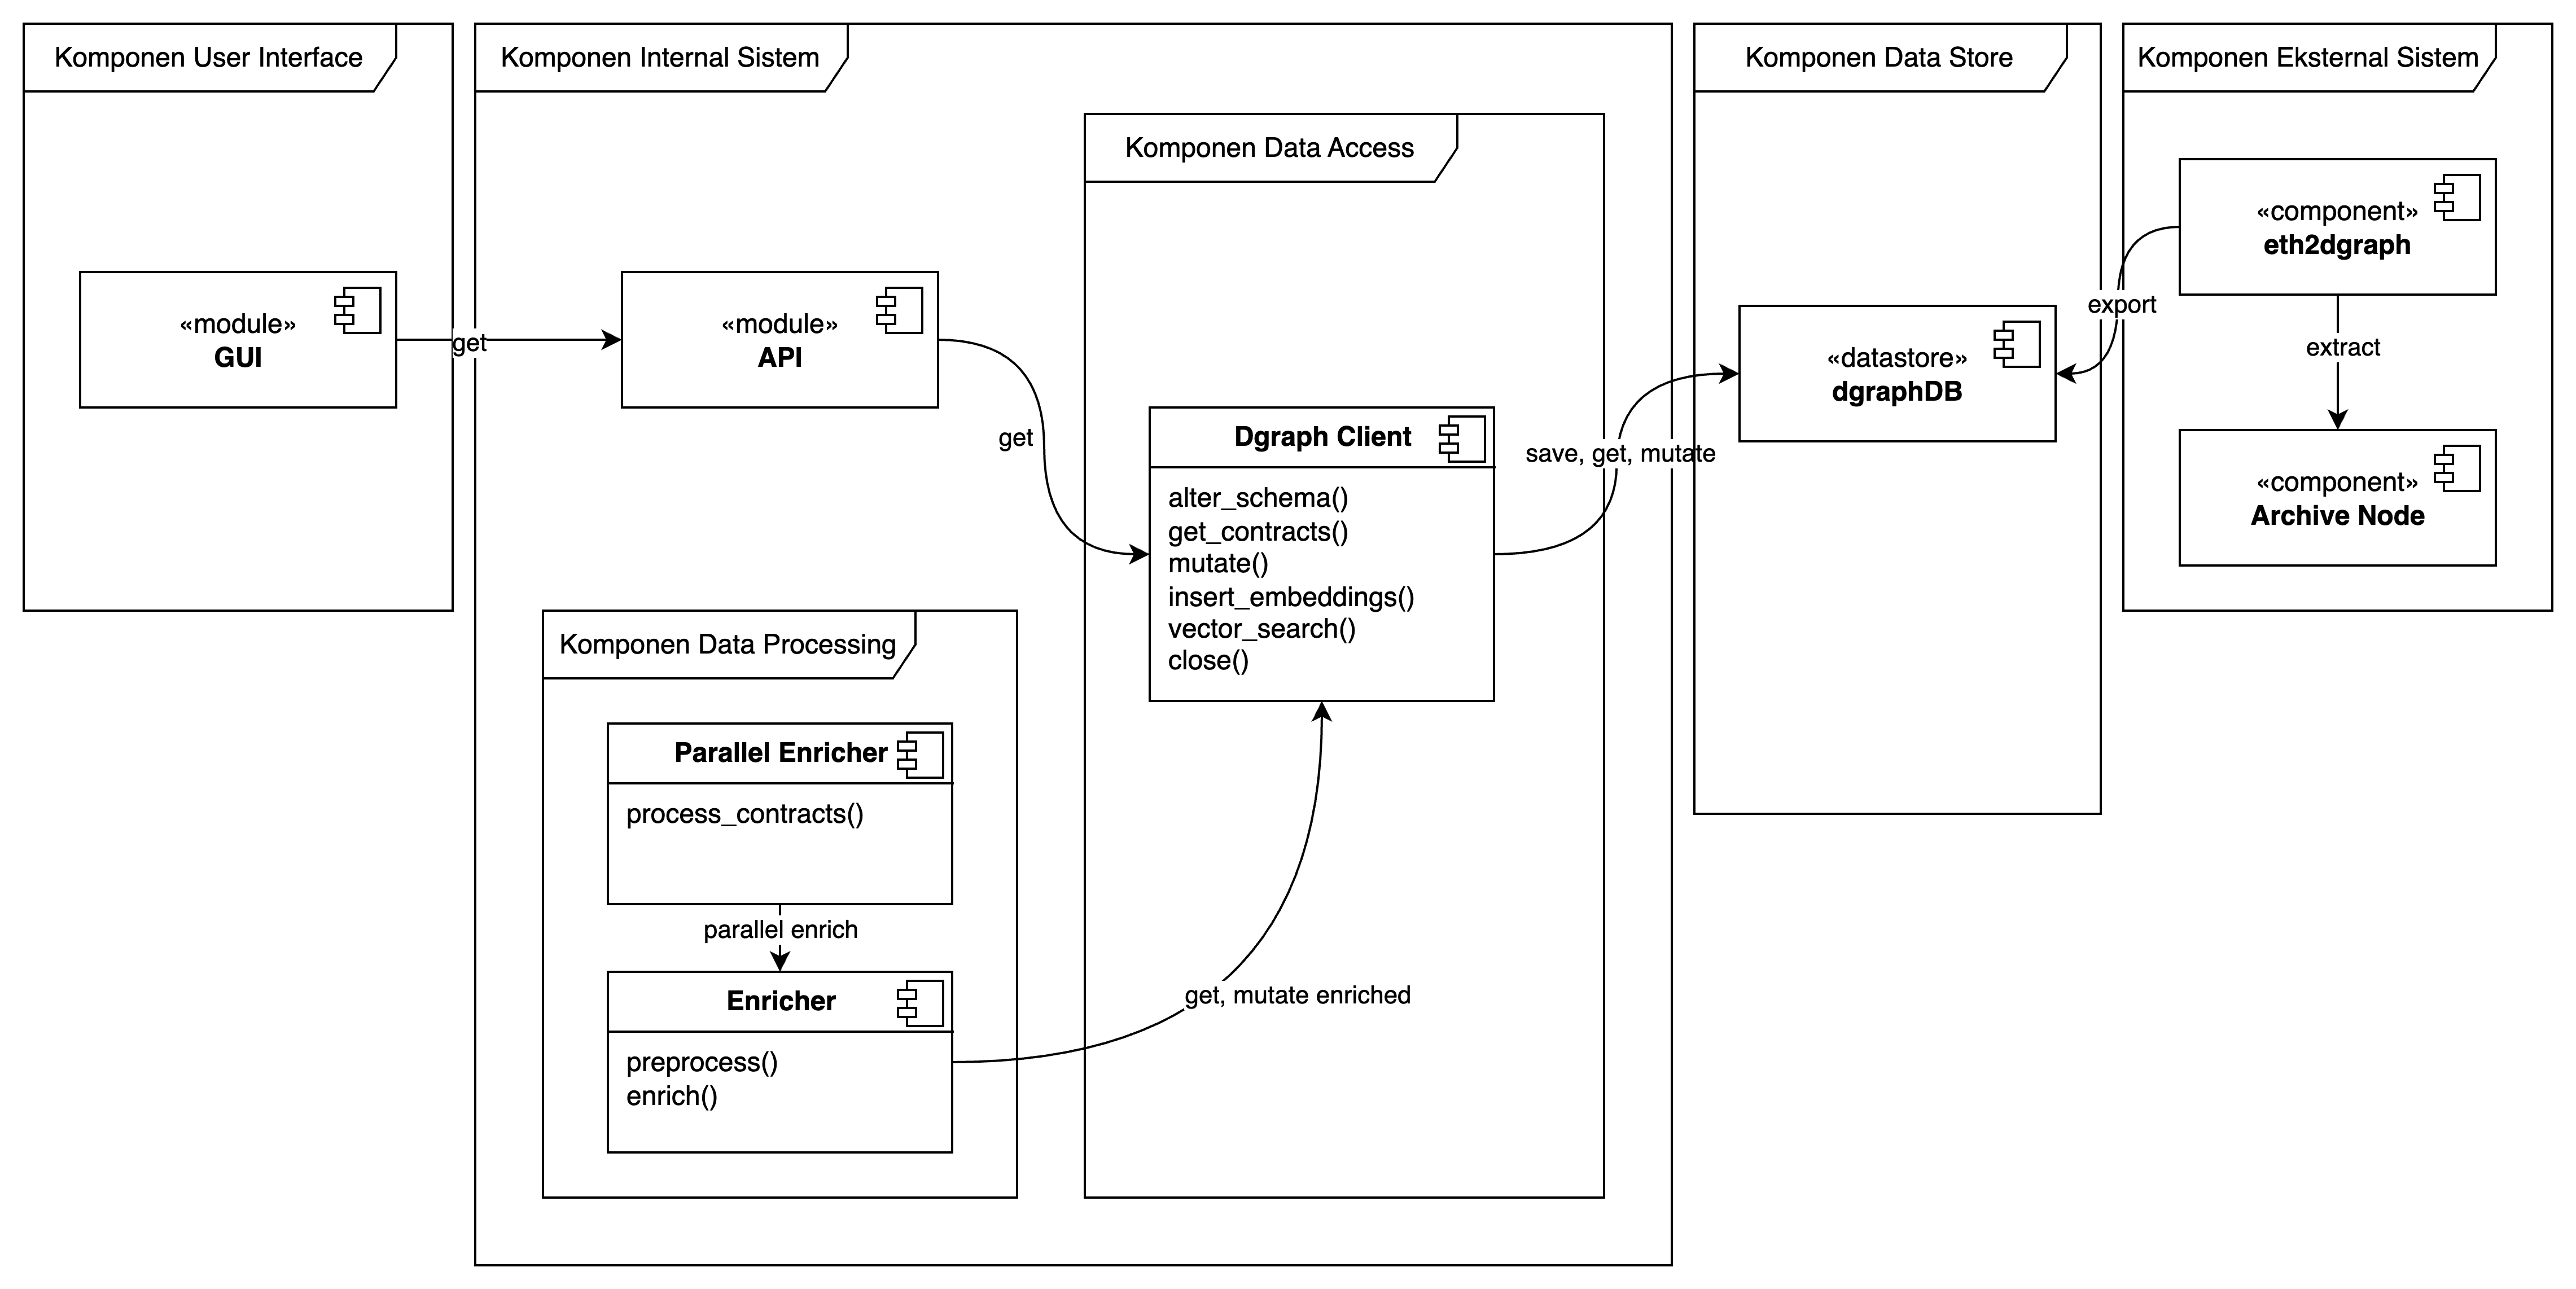 Komponen User Interface
«module»
GUI
get
Komponen Internal Sistem
«module»
API
get
Komponen Data Access
Dgraph Client
alter_schema()
get_contracts()
mutate()
insert_embeddings()
vector_search()
close()
save, get, mutate
Komponen Data Processing
Parallel Enricher
process_contracts()
parallel enrich
Enricher
preprocess()
enrich()
get, mutate enriched
Komponen Data Store
«datastore»
dgraphDB
export
Komponen Eksternal Sistem
«component»
eth2dgraph
extract
«component»
Archive Node